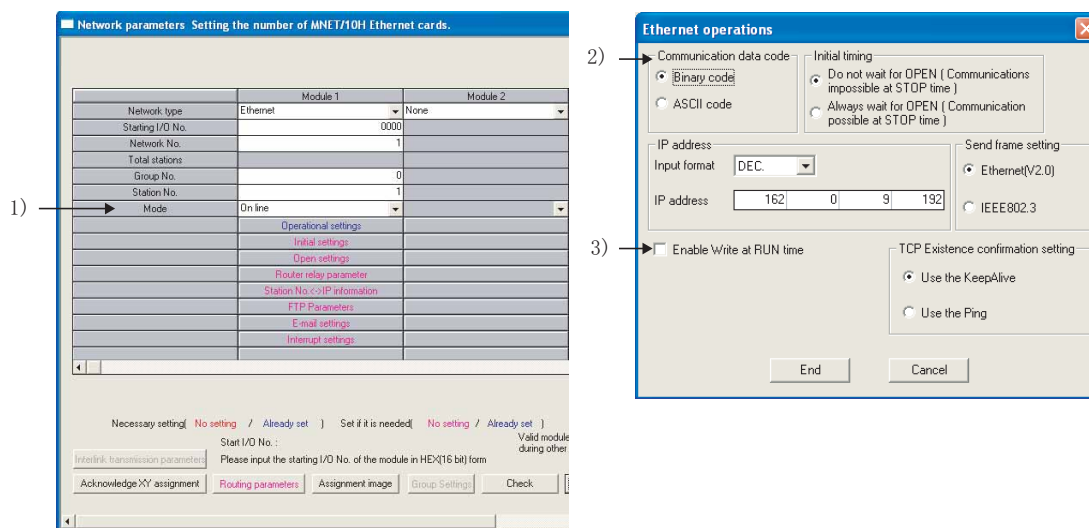 Network parameters Setting the number of MNET/10H Ethernet cards.
Module 1 Module 2
Network type Ethernet None
Starting I/O No. 0000
Network No. 1
Total stations
Group No. 0
Station No. 1
1) Mode On line
Operational settings
Initial settings
Open settings
Router relay parameter
Station No.<->IP information
FTP Parameters
E-mail settings
Interrupt settings
Necessary setting( No setting / Already set ) Set if it is needed( No setting / Already set )
Start I/O No. :
Valid module
during other
Interlink transmission parameters
Please input the starting I/O No. of the module in HEX(16 bit) form
Acknowledge XY assignment Routing parameters Assignment image Group Settings Check
Ethernet operations
2) Communication data code
Binary code
ASCII code
Initial timing
Do not wait for OPEN ( Communications
impossible at STOP time )
Always wait for OPEN ( Communication
possible at STOP time )
IP address
Input format DEC.
IP address 162 0 9 192
Send frame setting
Ethernet(V2.0)
IEEE802.3
3) Enable Write at RUN time
TCP Existence confirmation setting
Use the KeepAlive
Use the Ping
End Cancel